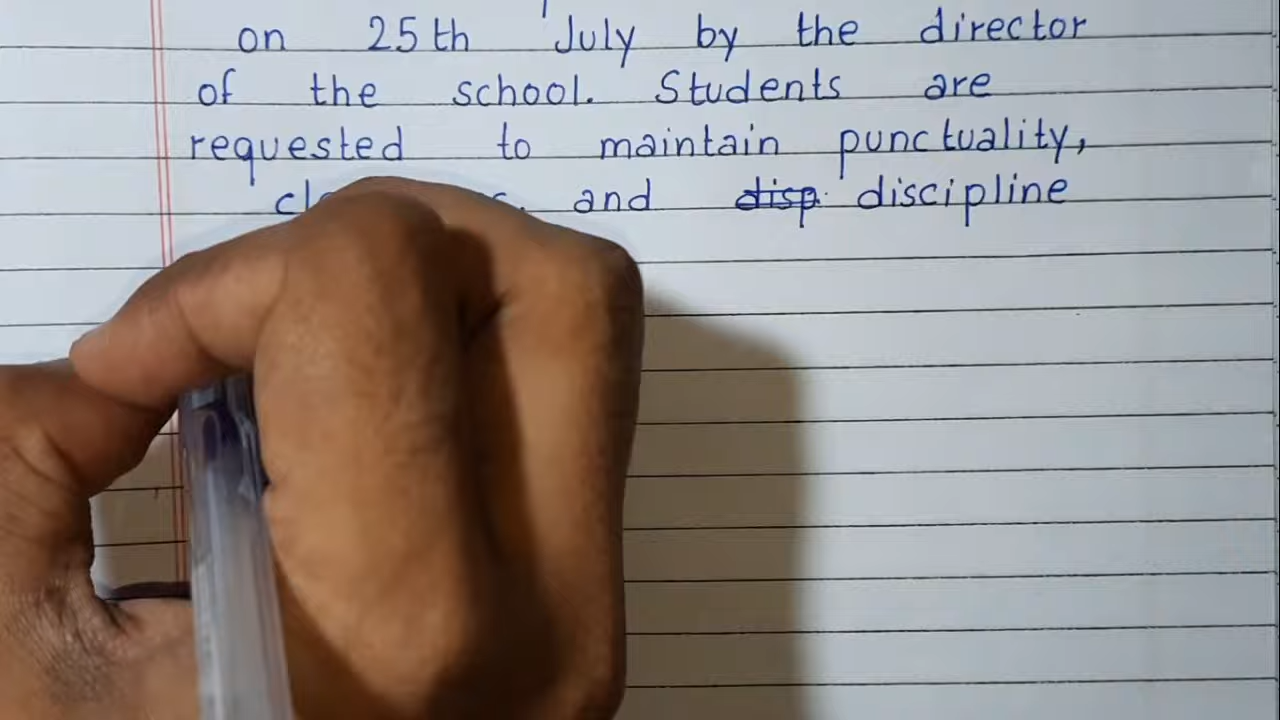 on 25th July by the director
of the school. Students are
requested to maintain punctuality,
and disp discipline